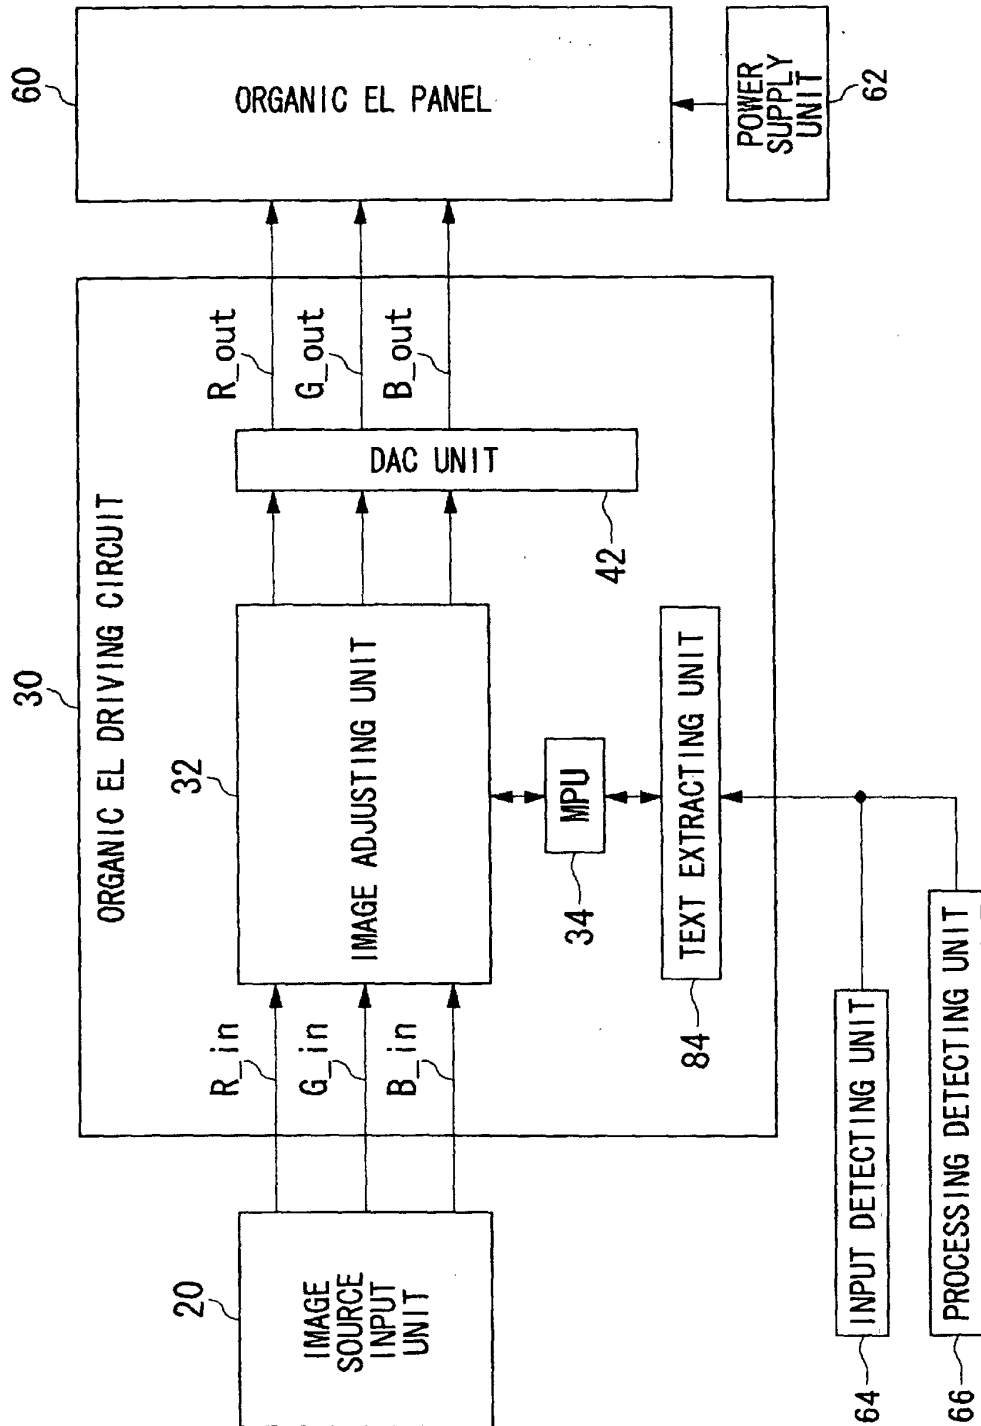 30
ORGANIC EL DRIVING CIRCUIT
20
IMAGE
SOURCE
INPUT
UNIT
R_in
G_in
B_in
32
IMAGE ADJUSTING UNIT
R_out
G_out
B_out
DAC UNIT
42
60
ORGANIC EL PANEL
POWER
SUPPLY
UNIT
62
MPU
34
TEXT EXTRACTING UNIT
84
64
INPUT DETECTING UNIT
66
PROCESSING DETECTING UNIT